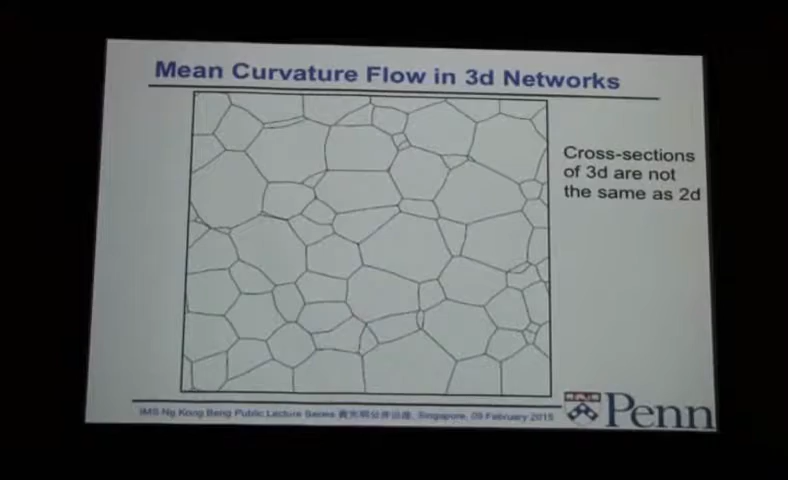 Mean Curvature Flow in 3d Networks
Cross-sections
of 3d are not
the same as 2d
IMS Ng Kong Beng Public Lecture Series 黄光明公开讲座, Singapore, 09 February 2015
Penn